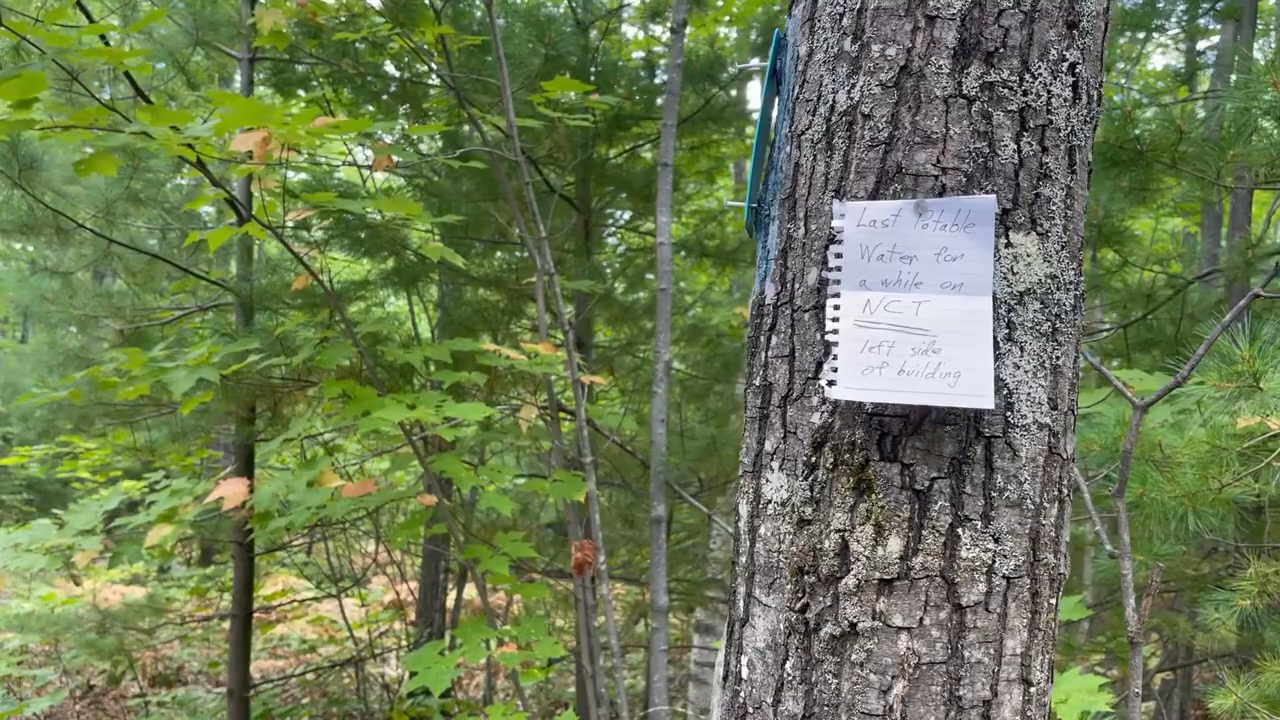 Last Potable
Water for
a while on
NCT
left side
of building